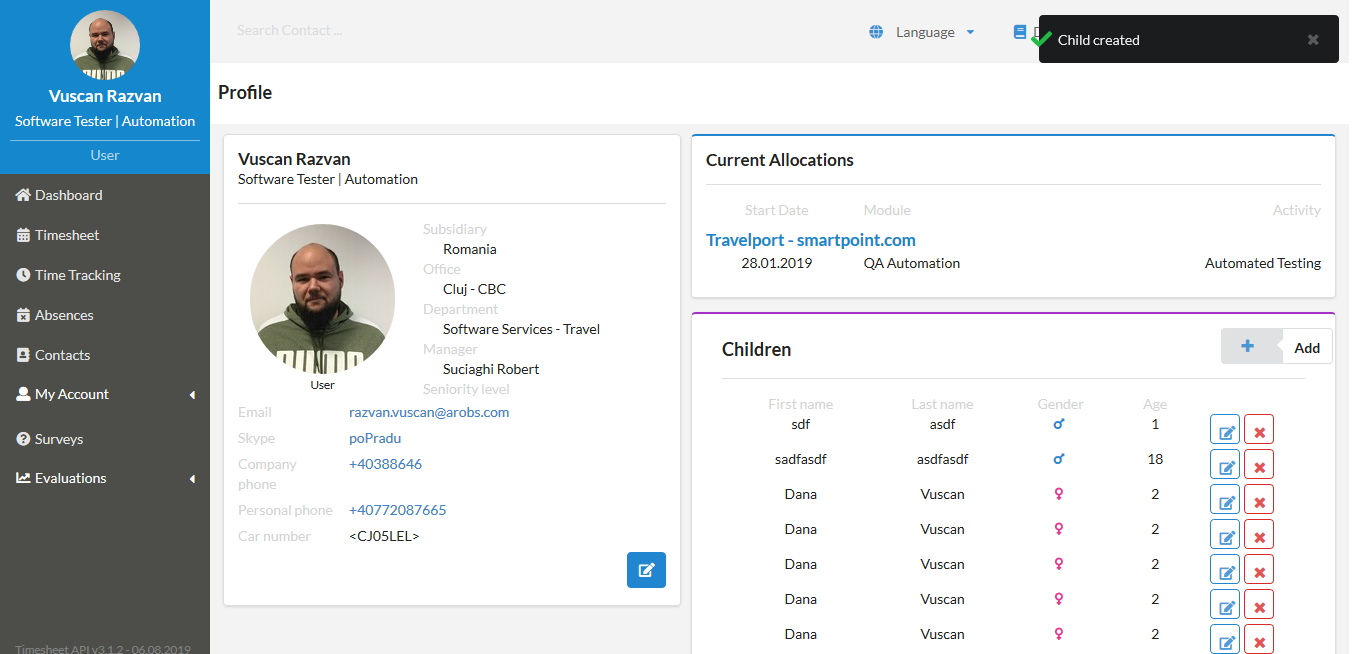 Vuscan Razvan
Software Tester | Automation
User
Dashboard
Timesheet
Time Tracking
Absences
Contacts
My Account
Surveys
Evaluations
Timesheet API v3.1.2 - 06.08.2019
Search Contact ...
Language
Child created
Profile
Vuscan Razvan
Software Tester | Automation
User
Subsidiary
Romania
Office
Cluj - CBC
Department
Software Services - Travel
Manager
Suciaghi Robert
Seniority level
Email razvan.vuscan@arobs.com
Skype poPradu
Company phone +40388646
Personal phone +40772087665
Car number <CJ05LEL>
Current Allocations
Start Date Module Activity
Travelport - smartpoint.com
28.01.2019 QA Automation Automated Testing
Children
Add
First name Last name Gender Age
sdf asdf 1
sadfasdf asdfasdf 18
Dana Vuscan 2
Dana Vuscan 2
Dana Vuscan 2
Dana Vuscan 2
Dana Vuscan 2